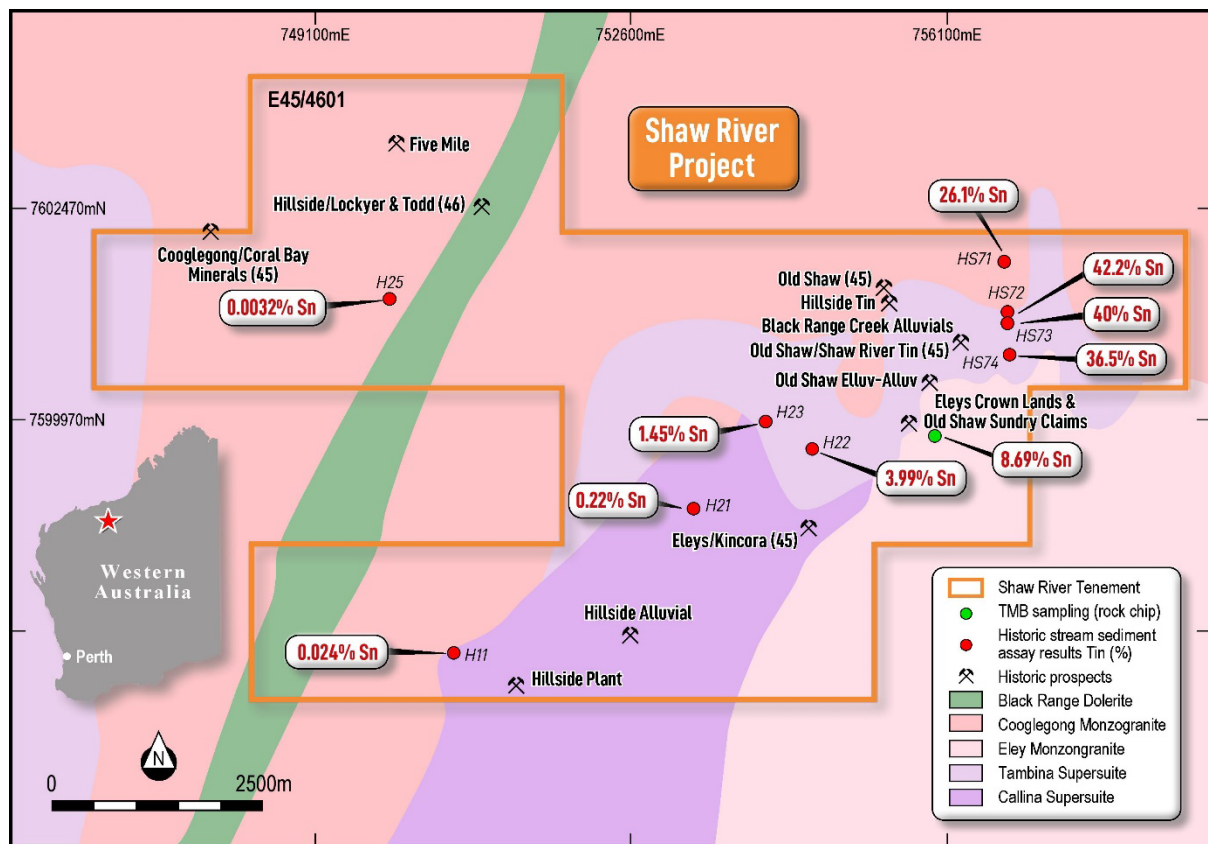 749100mE
752600mE
756100mE
E45/4601
Shaw River
Project
Five Mile
26.1% Sn
7602470mN
Hillside/Lockyer & Todd (46)
Cooglegong/Coral Bay
Minerals (45)
HS71
42.2% Sn
H25
Old Shaw (45)
0.0032% Sn
Hillside Tin
HS72
40% Sn
Black Range Creek Alluvials
HS73
Old Shaw/Shaw River Tin (45)
HS74
36.5% Sn
Old Shaw Elluv-Alluv
Eleys Crown Lands &
Old Shaw Sundry Claims
7599970mN
H23
1.45% Sn
H22
3.99% Sn
8.69% Sn
0.22% Sn
H21
Eleys/Kincora (45)
Western
Australia
Perth
Hillside Alluvial
0.024% Sn
H11
Hillside Plant
N
0
2500m
Shaw River Tenement
TMB sampling (rock chip)
Historic stream sediment
assay results Tin (%)
Historic prospects
Black Range Dolerite
Cooglegong Monzogranite
Eley Monzongranite
Tambina Supersuite
Callina Supersuite